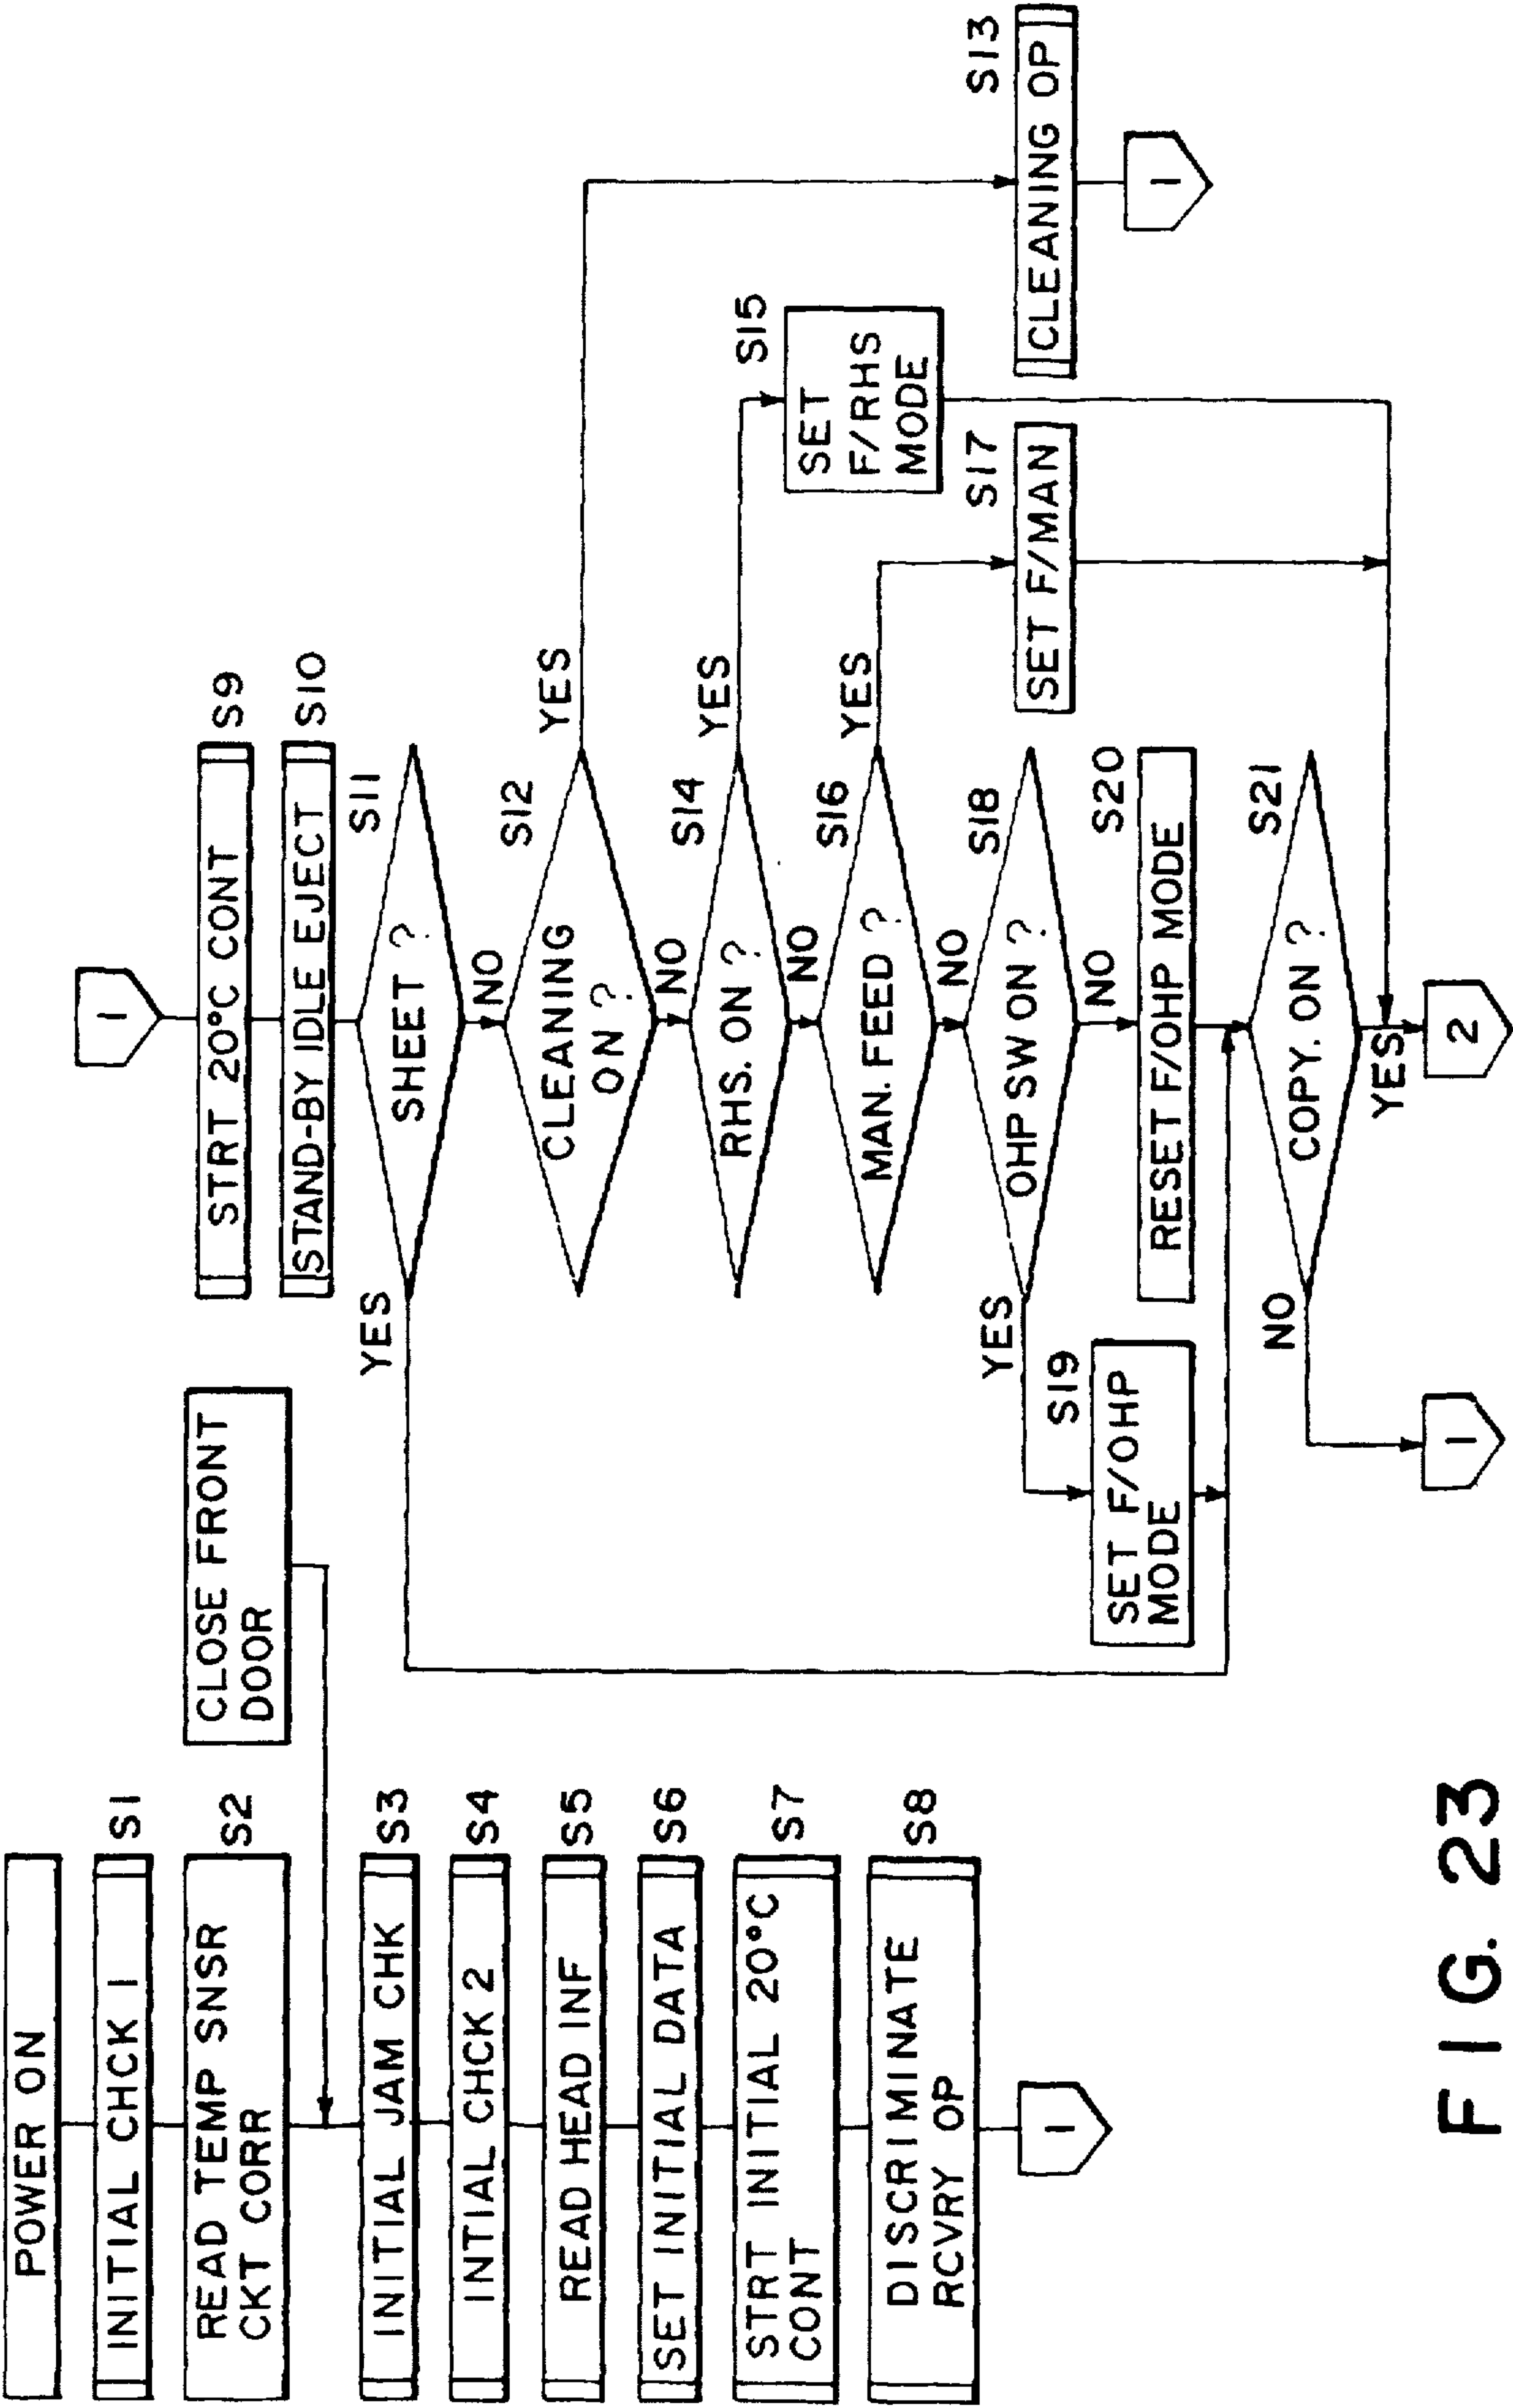 POWER ON
INITIAL CHCK 1
S1
READ TEMP SNSR
CKT CORR
S2
CLOSE FRONT
DOOR
INITIAL JAM CHK
S3
INTIAL CHCK 2
S4
READ HEAD INF
S5
SET INITIAL DATA
S6
STRT INITIAL 20°C
CONT
S7
DISCRIMINATE
RCVRY OP
S8
1
1
STRT 20°C CONT
S9
STAND-BY IDLE EJECT
S10
SHEET ?
S11
YES
NO
CLEANING
ON ?
S12
YES
NO
CLEANING OP
S13
1
RHS. ON ?
S14
YES
NO
SET
F/RHS
MODE
S15
MAN. FEED ?
S16
YES
NO
SET F/MAN
S17
OHP SW ON ?
S18
YES
NO
SET F/OHP
MODE
S19
RESET F/OHP MODE
S20
COPY. ON ?
S21
NO
YES
1
2
FIG. 23